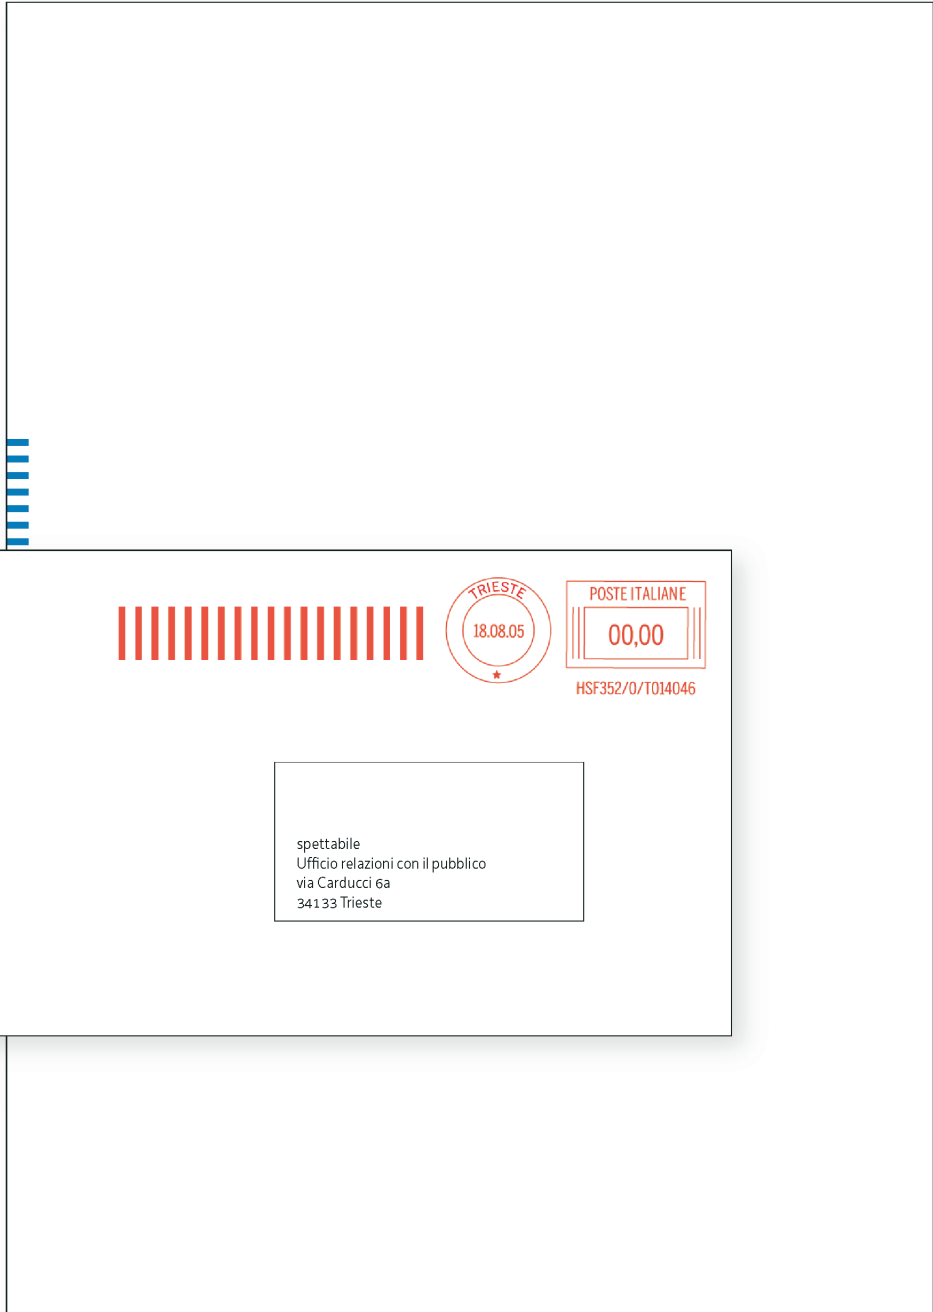 TRIESTE
18.08.05
POSTE ITALIANE
00,00
HSF352/0/T014046
spettabile
Ufficio relazioni con il pubblico
via Carducci 6a
34133 Trieste